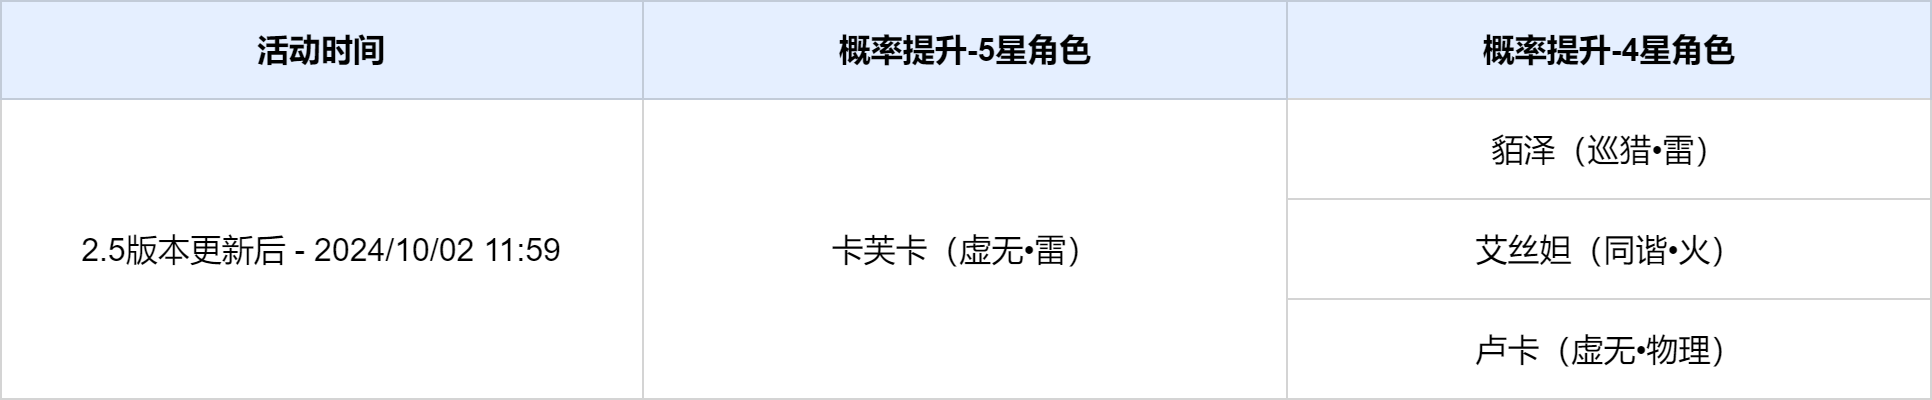 活动时间
概率提升-5星角色
概率提升-4星角色
2.5版本更新后 - 2024/10/02 11:59
卡芙卡（虚无•雷）
貊泽（巡猎•雷）
艾丝妲（同谐•火）
卢卡（虚无•物理）